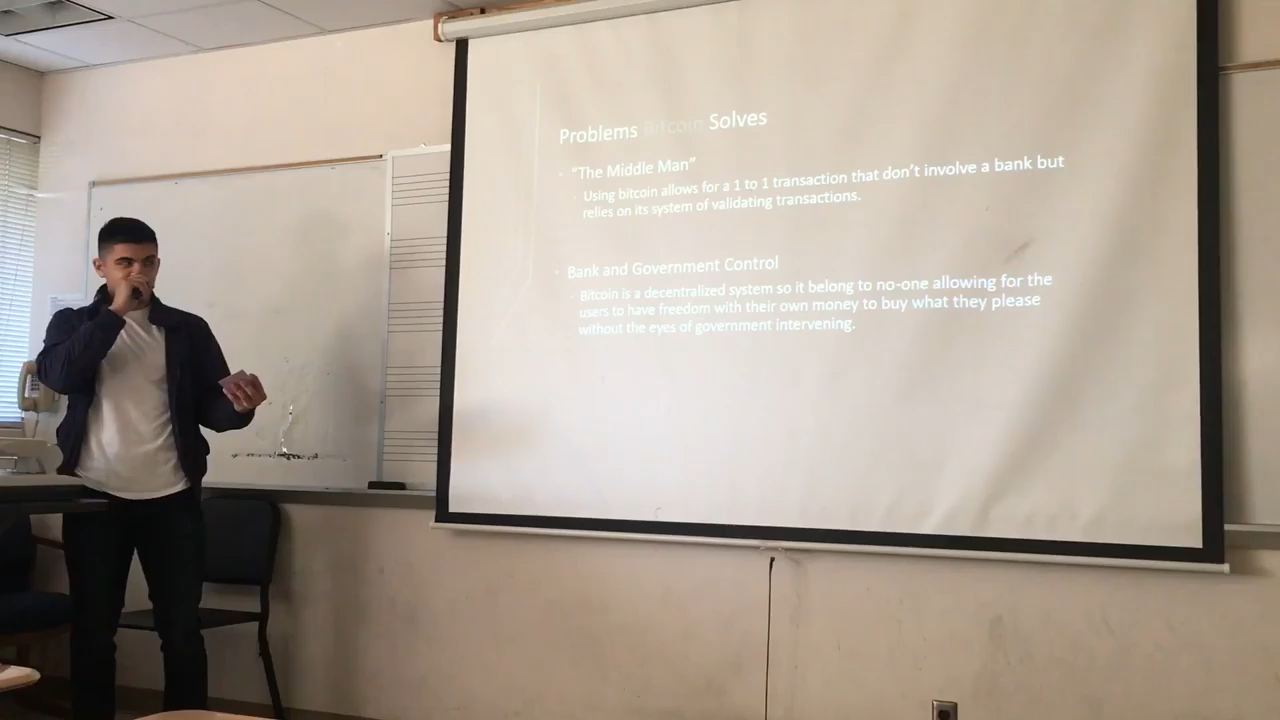 Problems Bitcoin Solves
"The Middle Man"
Using bitcoin allows for a 1 to 1 transaction that don't involve a bank but
relies on its system of validating transactions.
Bank and Government Control
Bitcoin is a decentralized system so it belong to no-one allowing for the
users to have freedom with their own money to buy what they please
without the eyes of government intervening.